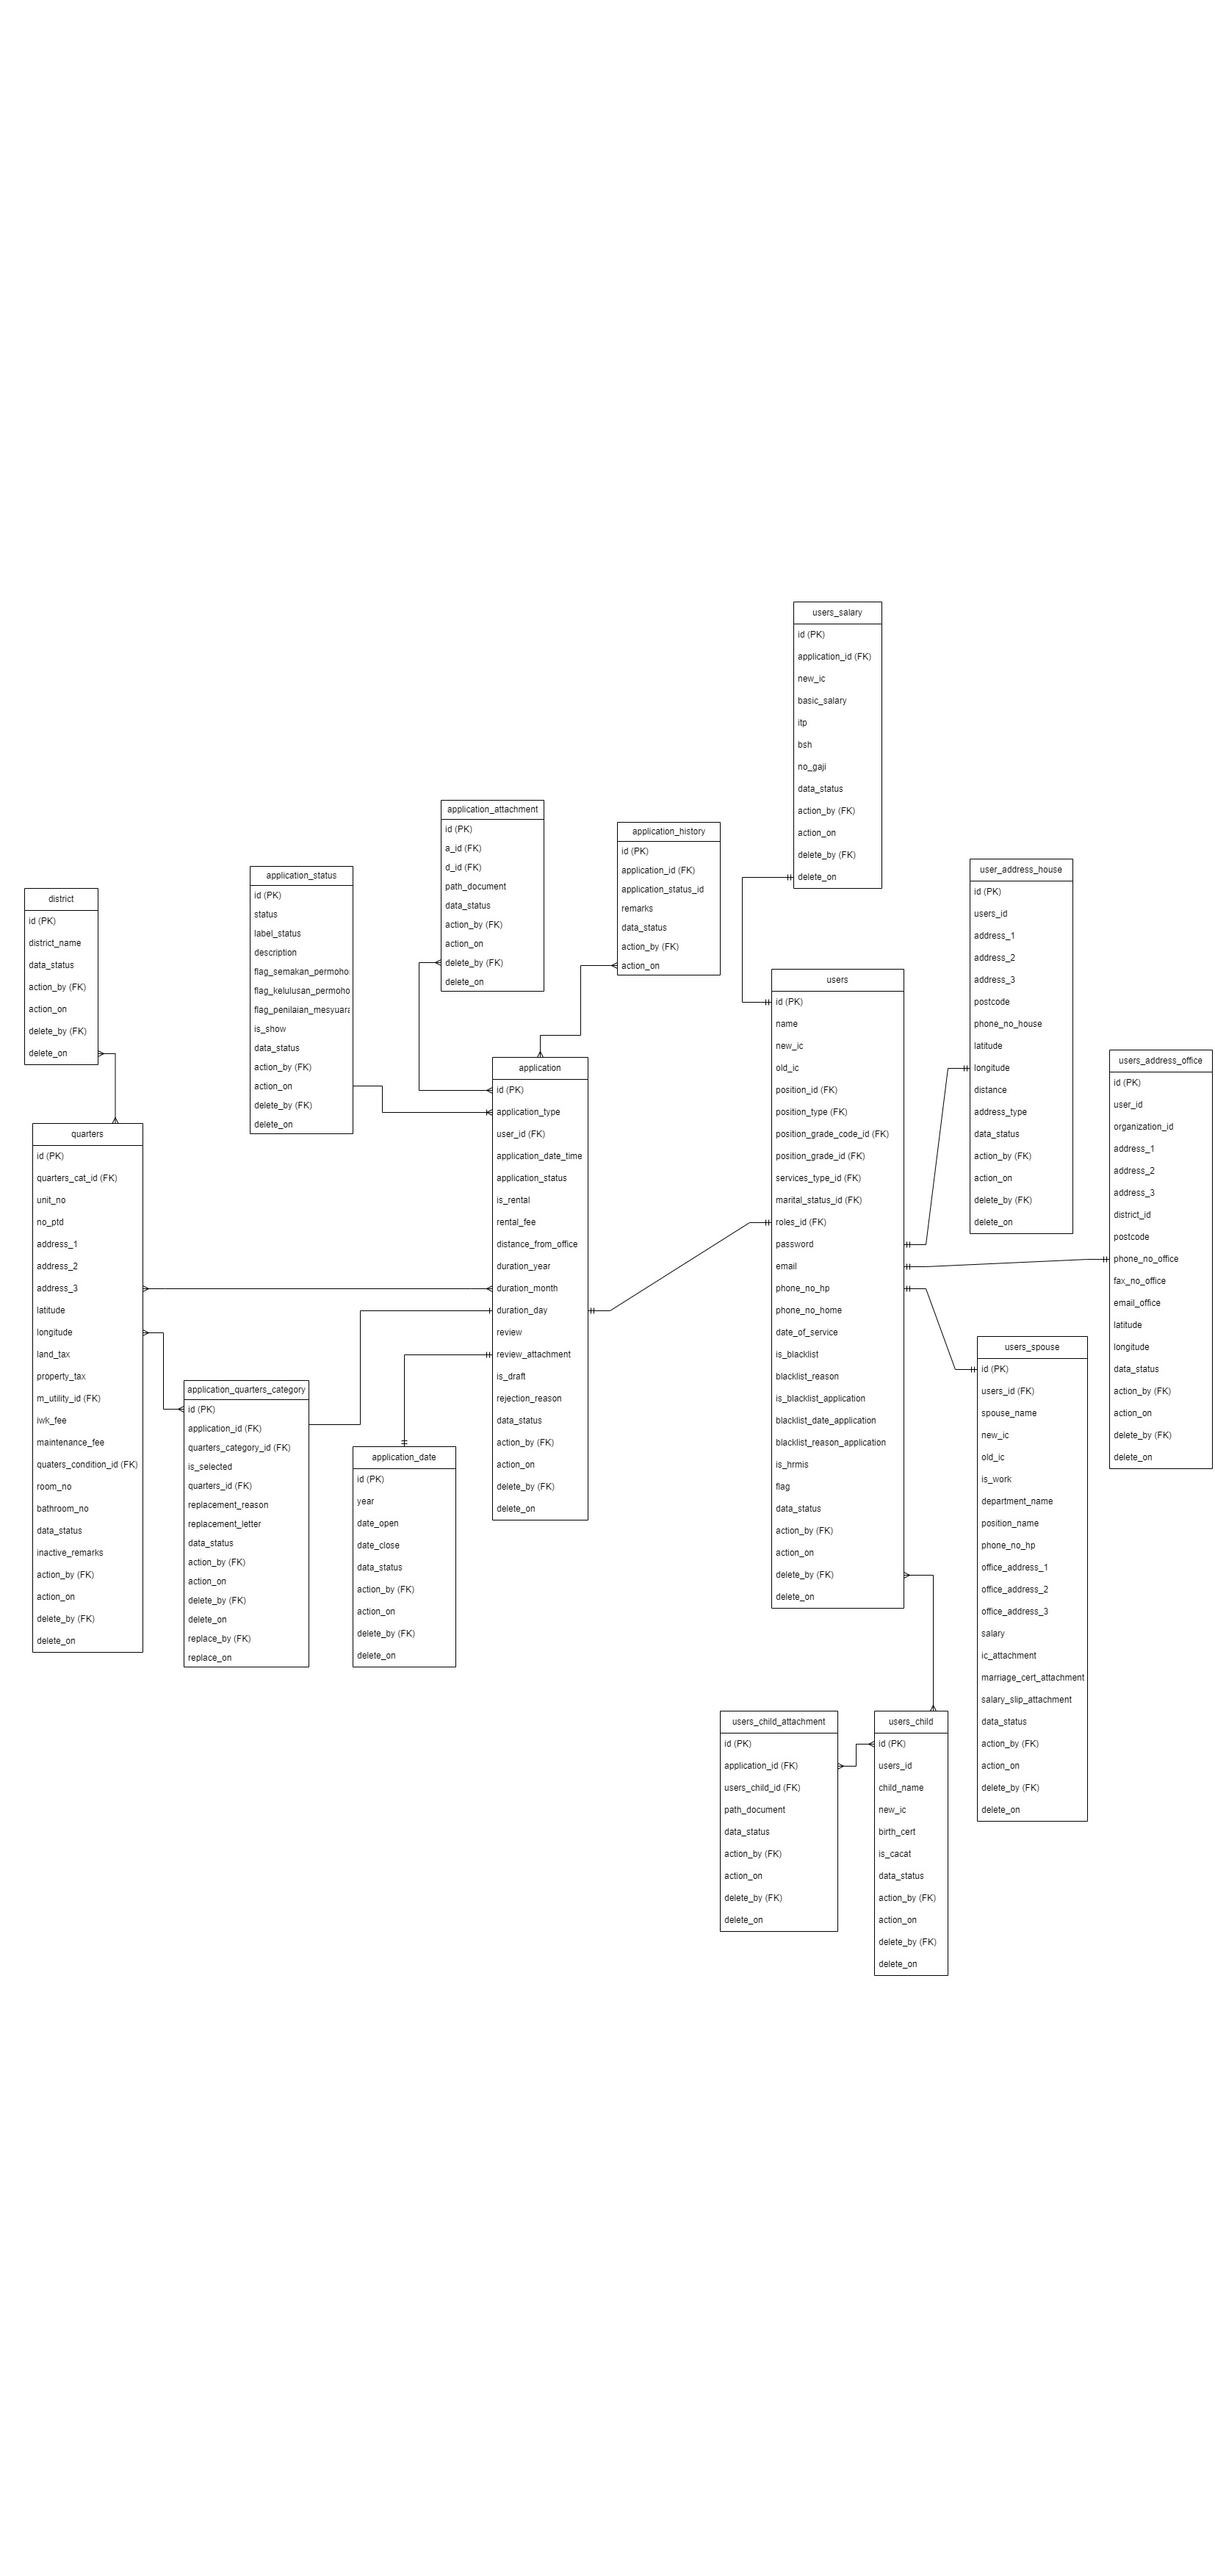 users_salary
id (PK)
application_id (FK)
new_ic
basic_salary
itp
bsh
no_gaji
data_status
action_by (FK)
action_on
delete_by (FK)
delete_on
application_attachment
id (PK)
a_id (FK)
d_id (FK)
path_document
data_status
action_by (FK)
action_on
delete_by (FK)
delete_on
application_history
id (PK)
application_id (FK)
application_status_id
remarks
data_status
action_by (FK)
action_on
user_address_house
id (PK)
users_id
address_1
address_2
address_3
postcode
phone_no_house
latitude
longitude
distance
address_type
data_status
action_by (FK)
action_on
delete_by (FK)
delete_on
application_status
id (PK)
status
label_status
description
flag_semakan_permoho
flag_kelulusan_permoho
flag_penilaian_mesyuara
is_show
data_status
action_by (FK)
action_on
delete_by (FK)
delete_on
district
id (PK)
district_name
data_status
action_by (FK)
action_on
delete_by (FK)
delete_on
users
id (PK)
name
new_ic
old_ic
position_id (FK)
position_type (FK)
position_grade_code_id (FK)
position_grade_id (FK)
services_type_id (FK)
marital_status_id (FK)
roles_id (FK)
password
email
phone_no_hp
phone_no_home
date_of_service
is_blacklist
blacklist_reason
is_blacklist_application
blacklist_date_application
blacklist_reason_application
is_hrmis
flag
data_status
action_by (FK)
action_on
delete_by (FK)
delete_on
users_address_office
id (PK)
user_id
organization_id
address_1
address_2
address_3
district_id
postcode
phone_no_office
fax_no_office
email_office
latitude
longitude
data_status
action_by (FK)
action_on
delete_by (FK)
delete_on
application
id (PK)
application_type
user_id (FK)
application_date_time
application_status
is_rental
rental_fee
distance_from_office
duration_year
duration_month
duration_day
review
review_attachment
is_draft
rejection_reason
data_status
action_by (FK)
action_on
delete_by (FK)
delete_on
quarters
id (PK)
quarters_cat_id (FK)
unit_no
no_ptd
address_1
address_2
address_3
latitude
longitude
land_tax
property_tax
m_utility_id (FK)
iwk_fee
maintenance_fee
quaters_condition_id (FK)
room_no
bathroom_no
data_status
inactive_remarks
action_by (FK)
action_on
delete_by (FK)
delete_on
users_spouse
id (PK)
users_id (FK)
spouse_name
new_ic
old_ic
is_work
department_name
position_name
phone_no_hp
office_address_1
office_address_2
office_address_3
salary
ic_attachment
marriage_cert_attachment
salary_slip_attachment
data_status
action_by (FK)
action_on
delete_by (FK)
delete_on
application_quarters_category
id (PK)
application_id (FK)
quarters_category_id (FK)
is_selected
quarters_id (FK)
replacement_reason
replacement_letter
data_status
action_by (FK)
action_on
delete_by (FK)
delete_on
replace_by (FK)
replace_on
application_date
id (PK)
year
date_open
date_close
data_status
action_by (FK)
action_on
delete_by (FK)
delete_on
users_child_attachment
id (PK)
application_id (FK)
users_child_id (FK)
path_document
data_status
action_by (FK)
action_on
delete_by (FK)
delete_on
users_child
id (PK)
users_id
child_name
new_ic
birth_cert
is_cacat
data_status
action_by (FK)
action_on
delete_by (FK)
delete_on